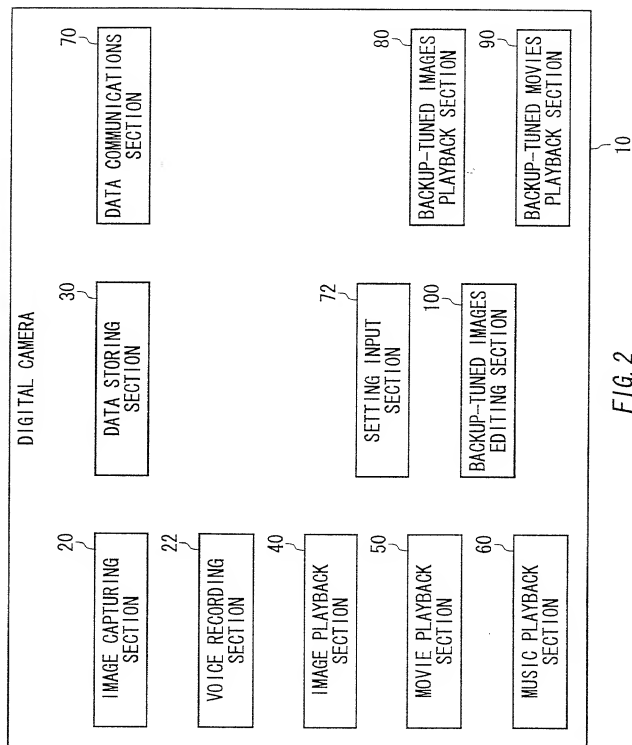 DIGITAL CAMERA
20
IMAGE CAPTURING
SECTION
22
VOICE RECORDING
SECTION
40
IMAGE PLAYBACK
SECTION
50
MOVIE PLAYBACK
SECTION
60
MUSIC PLAYBACK
SECTION
30
DATA STORING
SECTION
72
SETTING INPUT
SECTION
100
BACKUP-TUNED IMAGES
EDITING SECTION
70
DATA COMMUNICATIONS
SECTION
80
BACKUP-TUNED IMAGES
PLAYBACK SECTION
90
BACKUP-TUNED MOVIES
PLAYBACK SECTION
10
FIG. 2